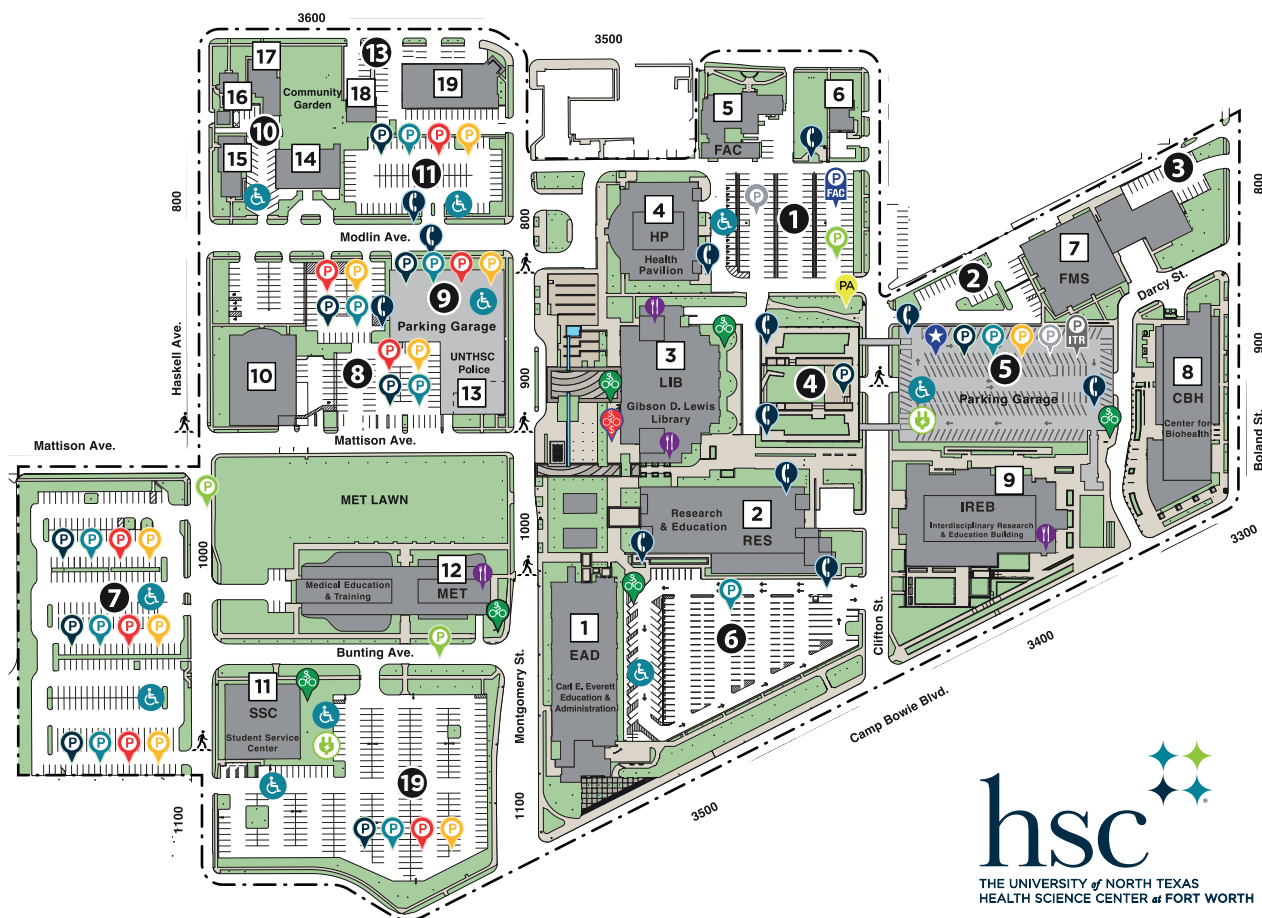 3600
3500
17
13
19
5
6
16
Community
Garden
18
10
15
14
11
FAC
3
800
800
800
4
HP
Health
Pavilion
P
FAC
1
7
FMS
Modlin Ave.
2
Darcy St.
PA
P
P
P
P
9
Parking Garage
UNTHSC
Police
13
Haskell Ave.
10
8
900
3
LIB
Gibson D. Lewis
Library
4
P
P
ITR
5
Parking Garage
8
CBH
Center for
Biohealth
900
Boland St.
Mattison Ave.
Mattison Ave.
MET LAWN
1000
1000
Research
& Education
2
RES
9
IREB
Interdisciplinary Research
& Education Building
3300
7
Medical Education
& Training
12
MET
Bunting Ave.
1
EAD
Carl E. Everett
Education &
Administration
6
Clifton St.
3400
Camp Bowie Blvd.
11
SSC
Student Service
Center
Montgomery St.
19
1100
1100
3500
P
P
P
P
hsc
THE UNIVERSITY of NORTH TEXAS
HEALTH SCIENCE CENTER at FORT WORTH